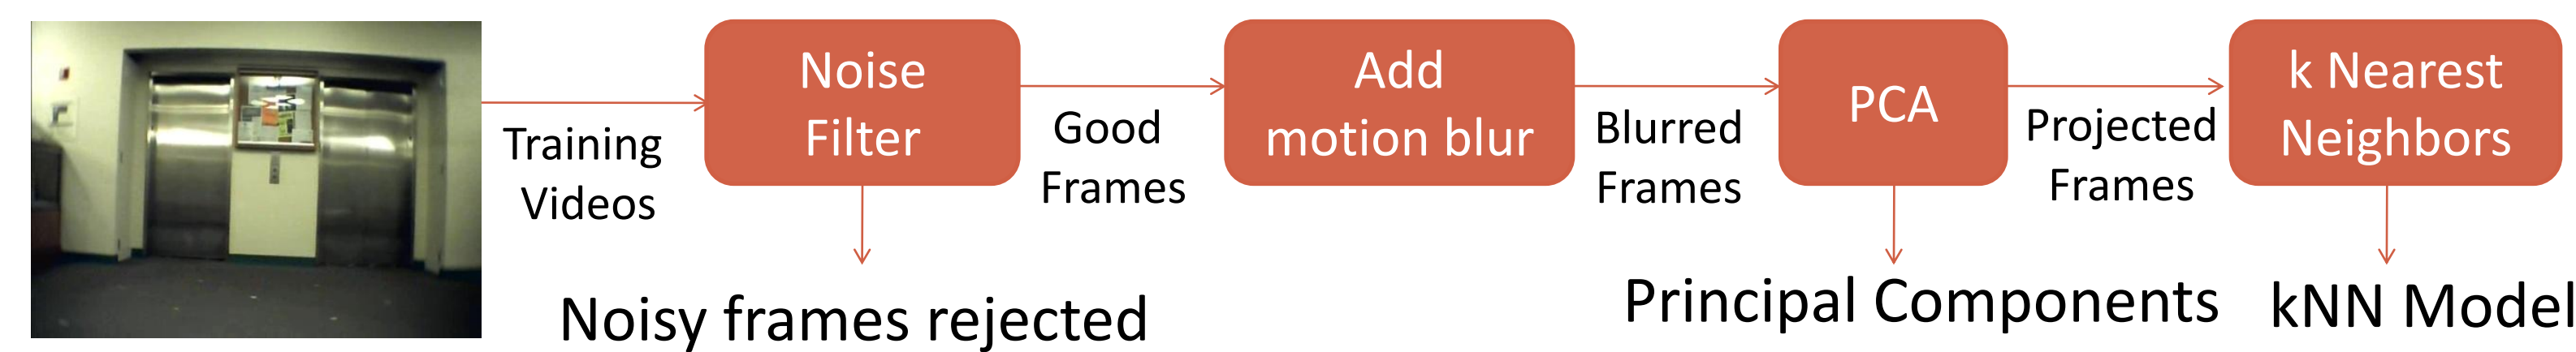 Training
Videos
Noise
Filter
Noisy frames rejected
Good
Frames
Add
motion blur
Blurred
Frames
PCA
Principal Components
Projected
Frames
k Nearest
Neighbors
kNN Model